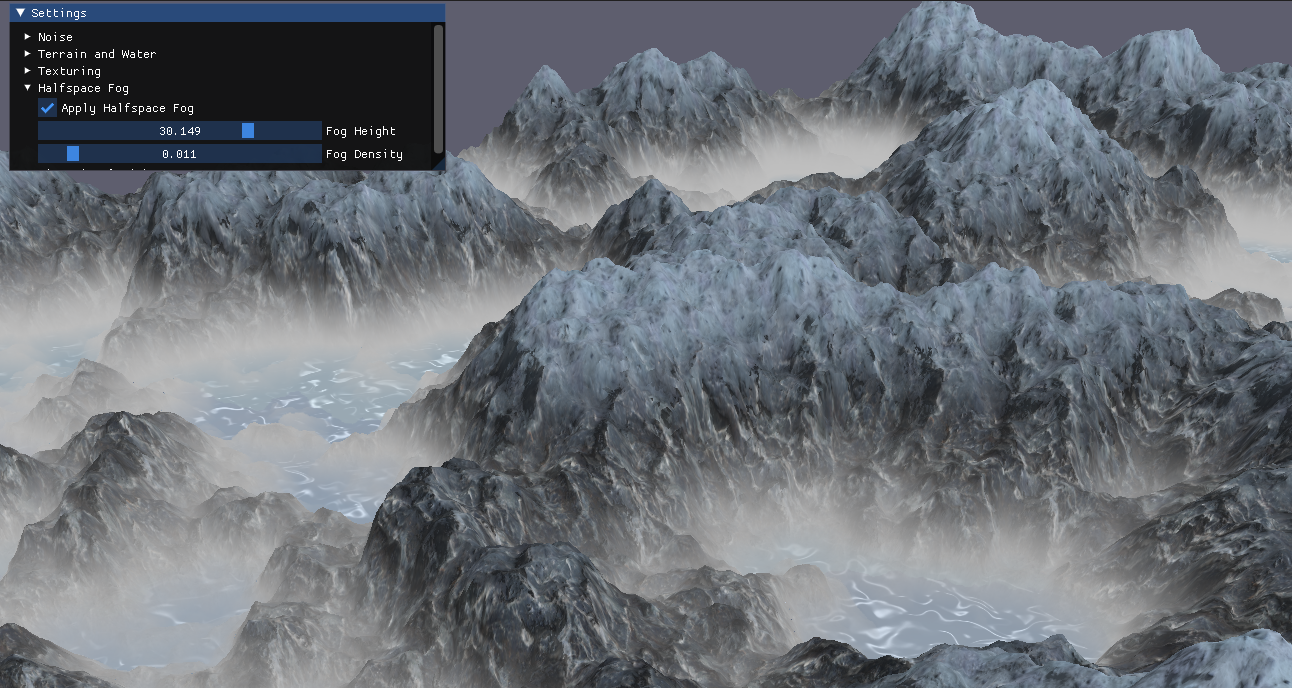 Settings
Noise
Terrain and Water
Texturing
Halfspace Fog
Apply Halfspace Fog
30.149 Fog Height
0.011 Fog Density